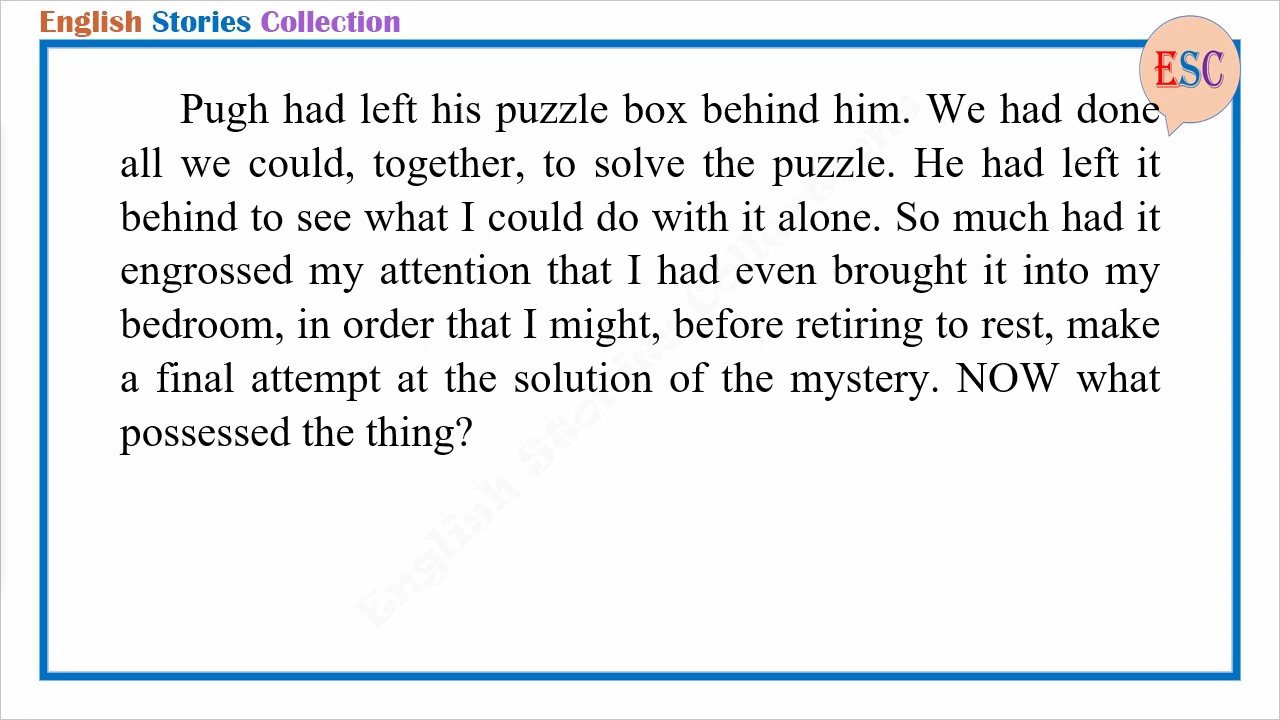 English Stories Collection
ESC
Pugh had left his puzzle box behind him. We had done
all we could, together, to solve the puzzle. He had left it
behind to see what I could do with it alone. So much had it
engrossed my attention that I had even brought it into my
bedroom, in order that I might, before retiring to rest, make
a final attempt at the solution of the mystery. NOW what
possessed the thing?
English Stories Collections